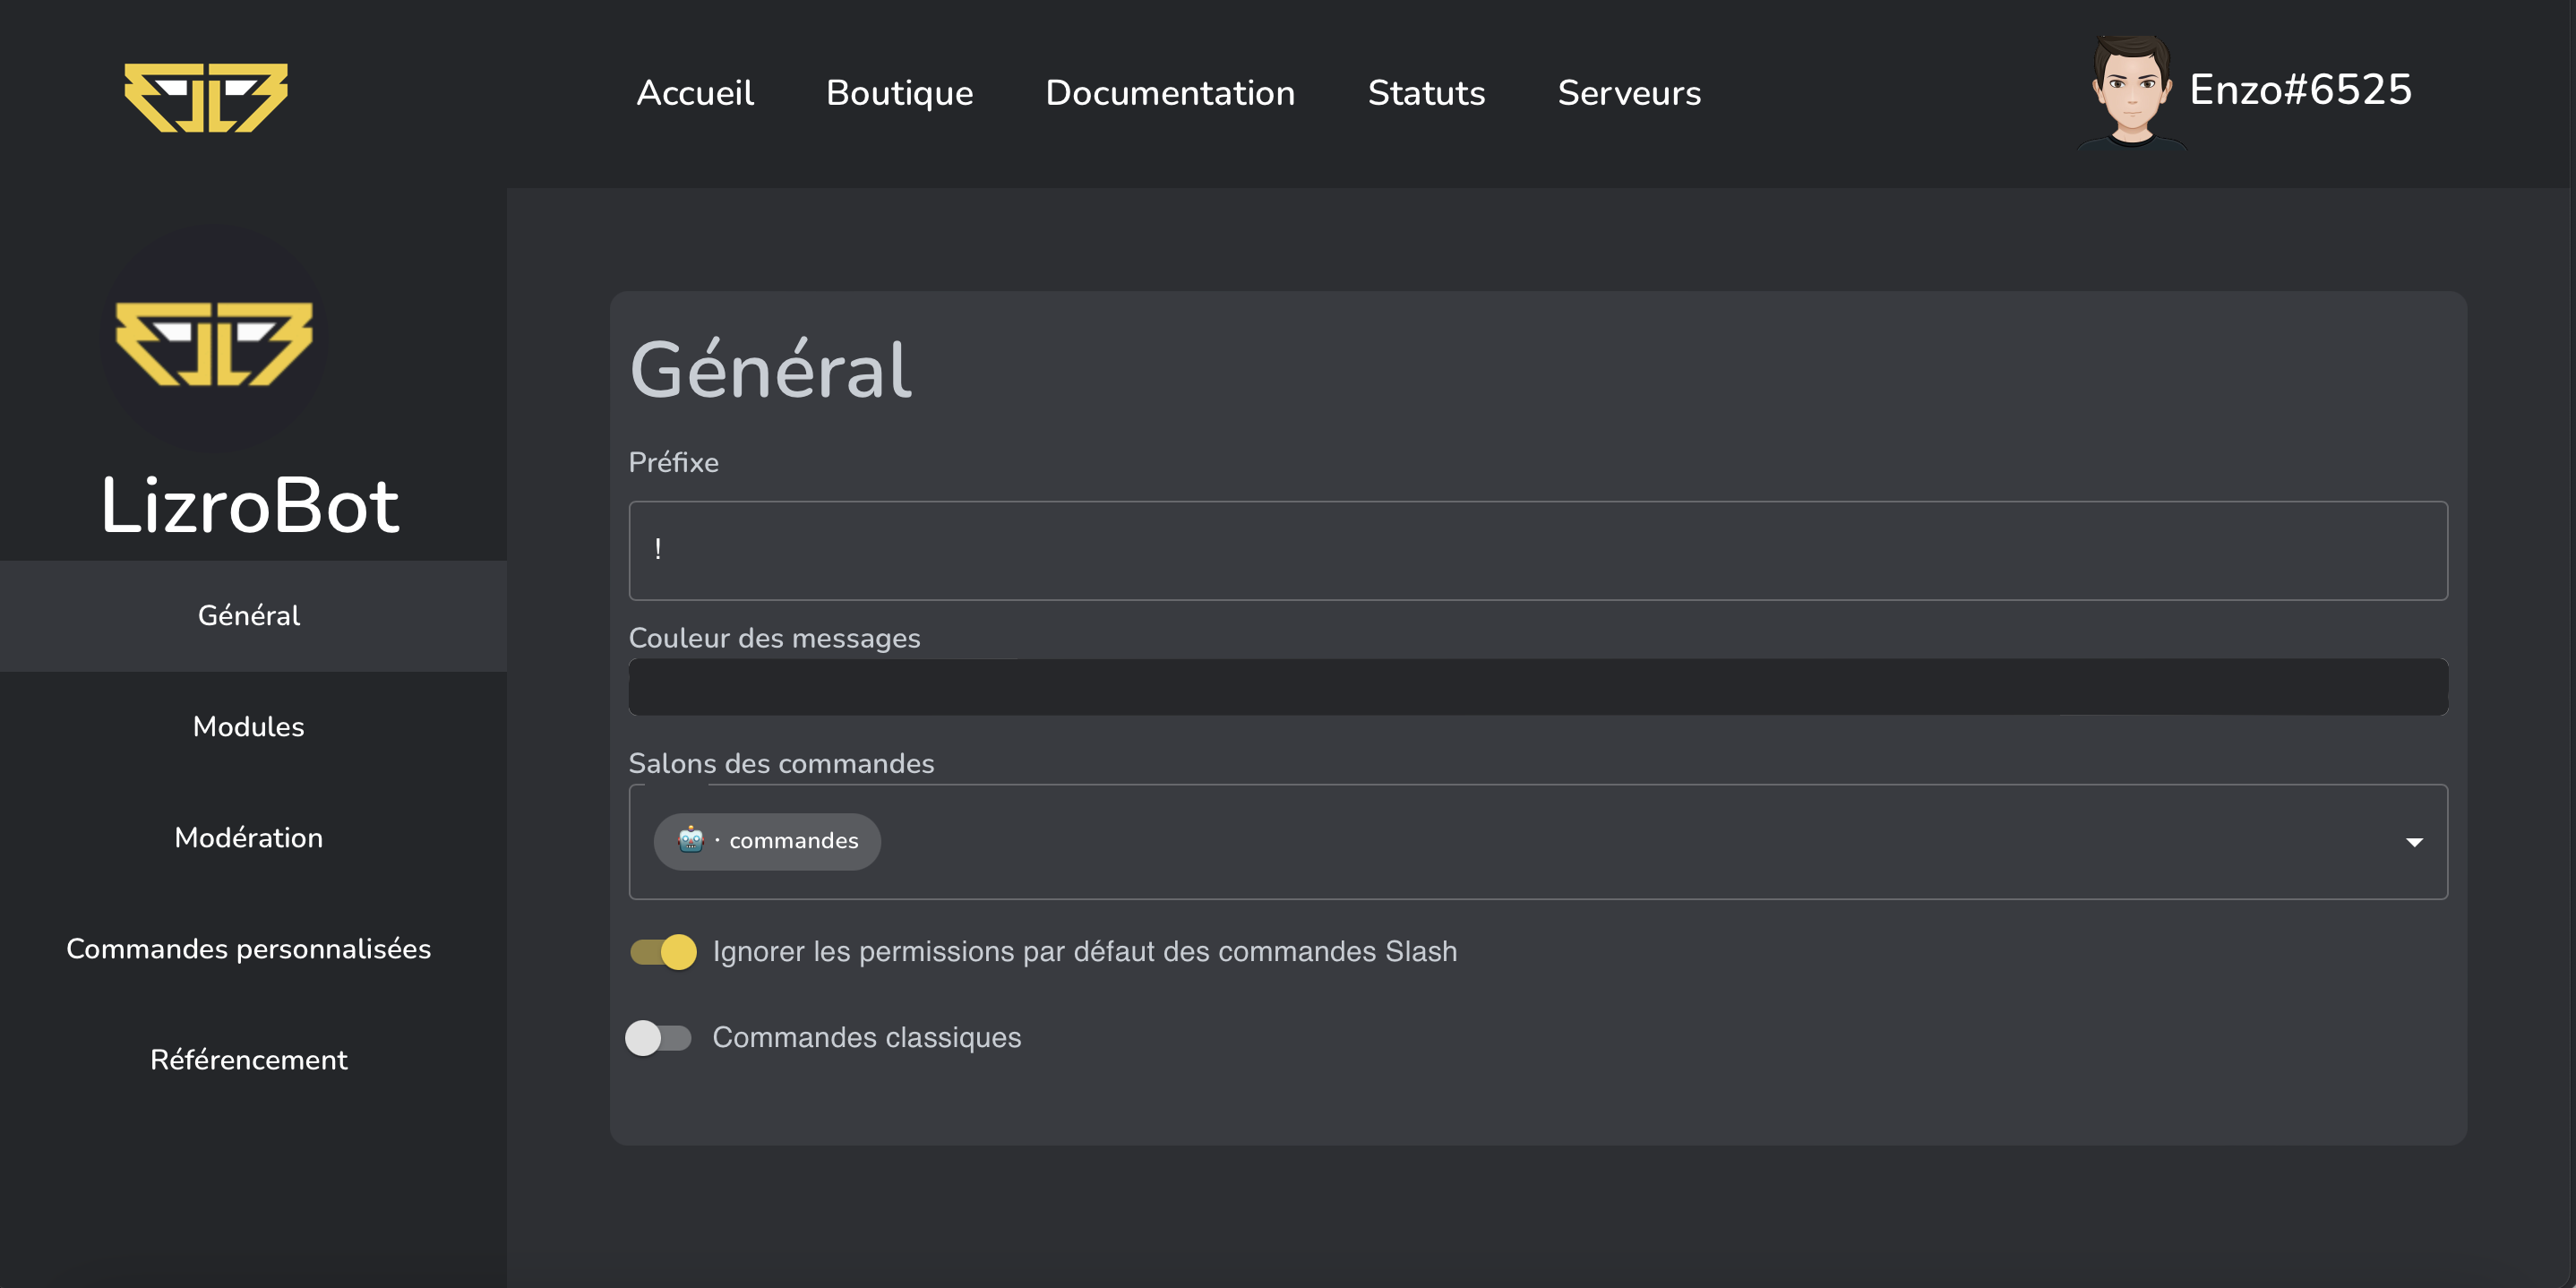 Accueil
Boutique
Documentation
Statuts
Serveurs
Enzo#6525
LizroBot
Général
Modules
Modération
Commandes personnalisées
Référencement
Général
Préfixe
!
Couleur des messages
Salons des commandes
🤖・commandes
Ignorer les permissions par défaut des commandes Slash
Commandes classiques